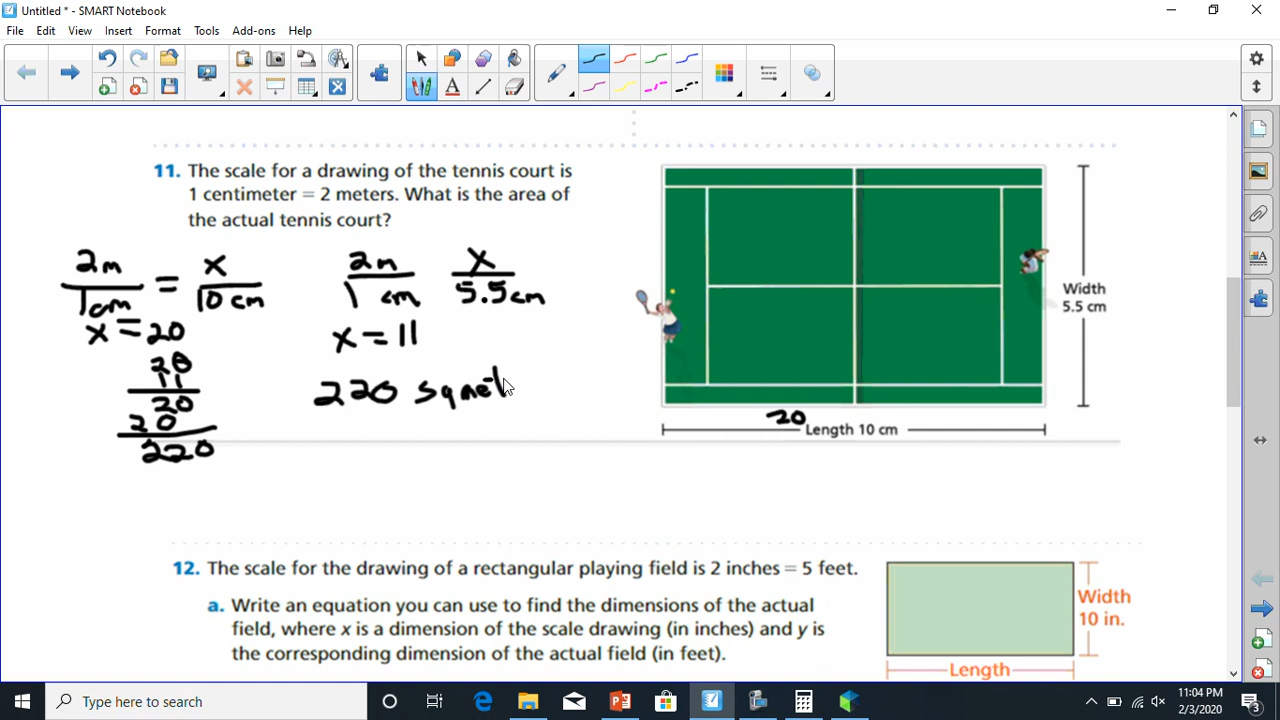 Untitled * - SMART Notebook
File Edit View Insert Format Tools Add-ons Help
11. The scale for a drawing of the tennis court is
1 centimeter = 2 meters. What is the area of
the actual tennis court?
2m = x
1cm 10 cm
x = 20
20
11
20
20
220
2m x
1 cm 5.5cm
x = 11
220 sq met
Width
5.5 cm
20
Length 10 cm
12. The scale for the drawing of a rectangular playing field is 2 inches = 5 feet.
a. Write an equation you can use to find the dimensions of the actual
field, where x is a dimension of the scale drawing (in inches) and y is
the corresponding dimension of the actual field (in feet).
Width
10 in.
Length
Type here to search
11:04 PM
2/3/2020
3